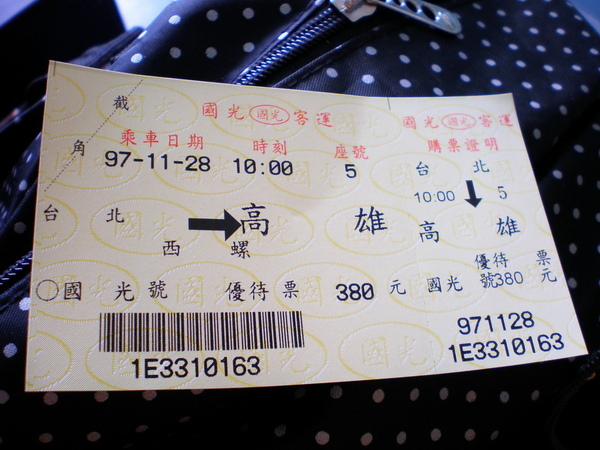 截
角
國光 國光 客運
乘車日期 時刻 座號
97-11-28 10:00 5
台 北 → 高 雄
西 螺
國 光 號 優待 票 380 元
1E3310163
國光 國光 客運
購票證明
台 北
10:00 ↓ 5
高 雄
優待 票
國光 號380 元
971128
1E3310163